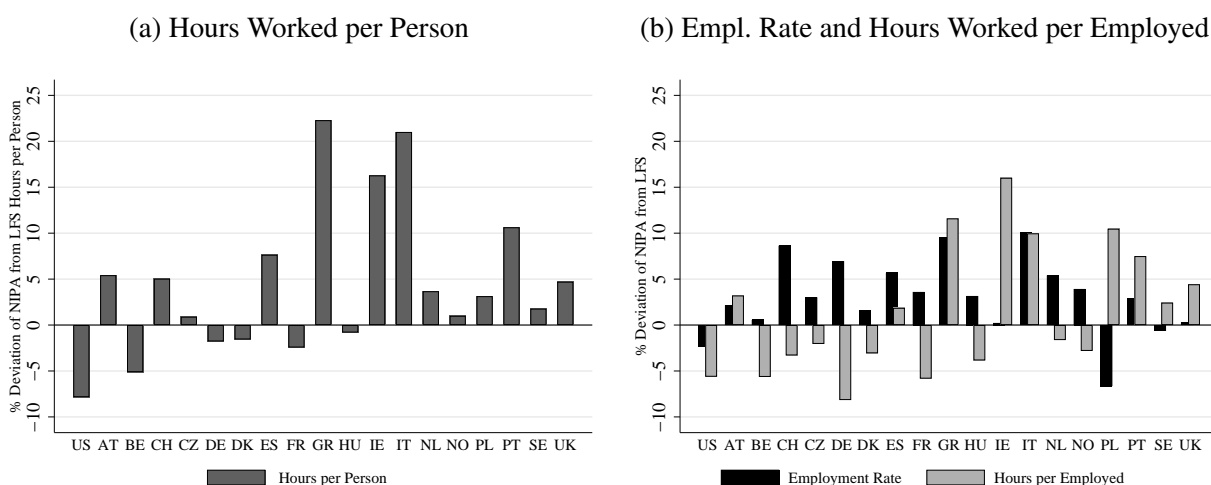 (a) Hours Worked per Person
% Deviation of NIPA from LFS Hours per Person
25
20
15
10
5
0
−5
−10
US AT BE CH CZ DE DK ES FR GR HU IE IT NL NO PL PT SE UK
Hours per Person
(b) Empl. Rate and Hours Worked per Employed
% Deviation of NIPA from LFS
25
20
15
10
5
0
−5
−10
US AT BE CH CZ DE DK ES FR GR HU IE IT NL NO PL PT SE UK
Employment Rate Hours per Employed